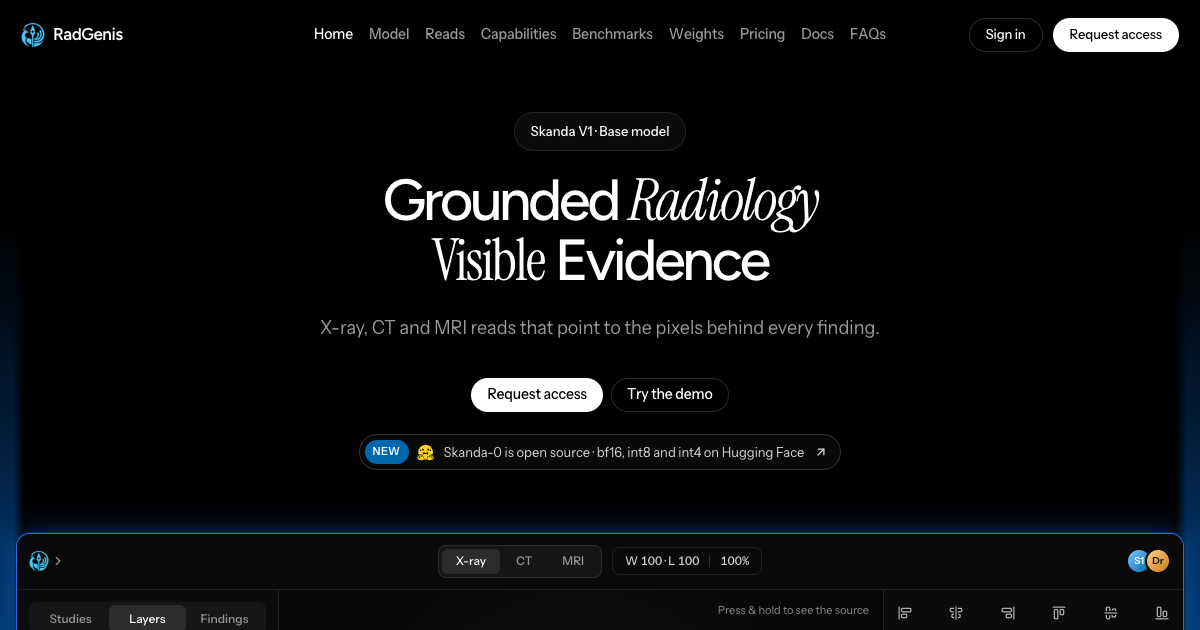 RadGenis
Home Model Reads Capabilities Benchmarks Weights Pricing Docs FAQs
Sign in
Request access
Skanda V1 · Base model
Grounded Radiology
Visible Evidence
X-ray, CT and MRI reads that point to the pixels behind every finding.
Request access
Try the demo
NEW Skanda-0 is open source · bf16, int8 and int4 on Hugging Face
X-ray CT MRI
W 100 · L 100 100%
S1 Dr
Studies Layers Findings
Press & hold to see the source